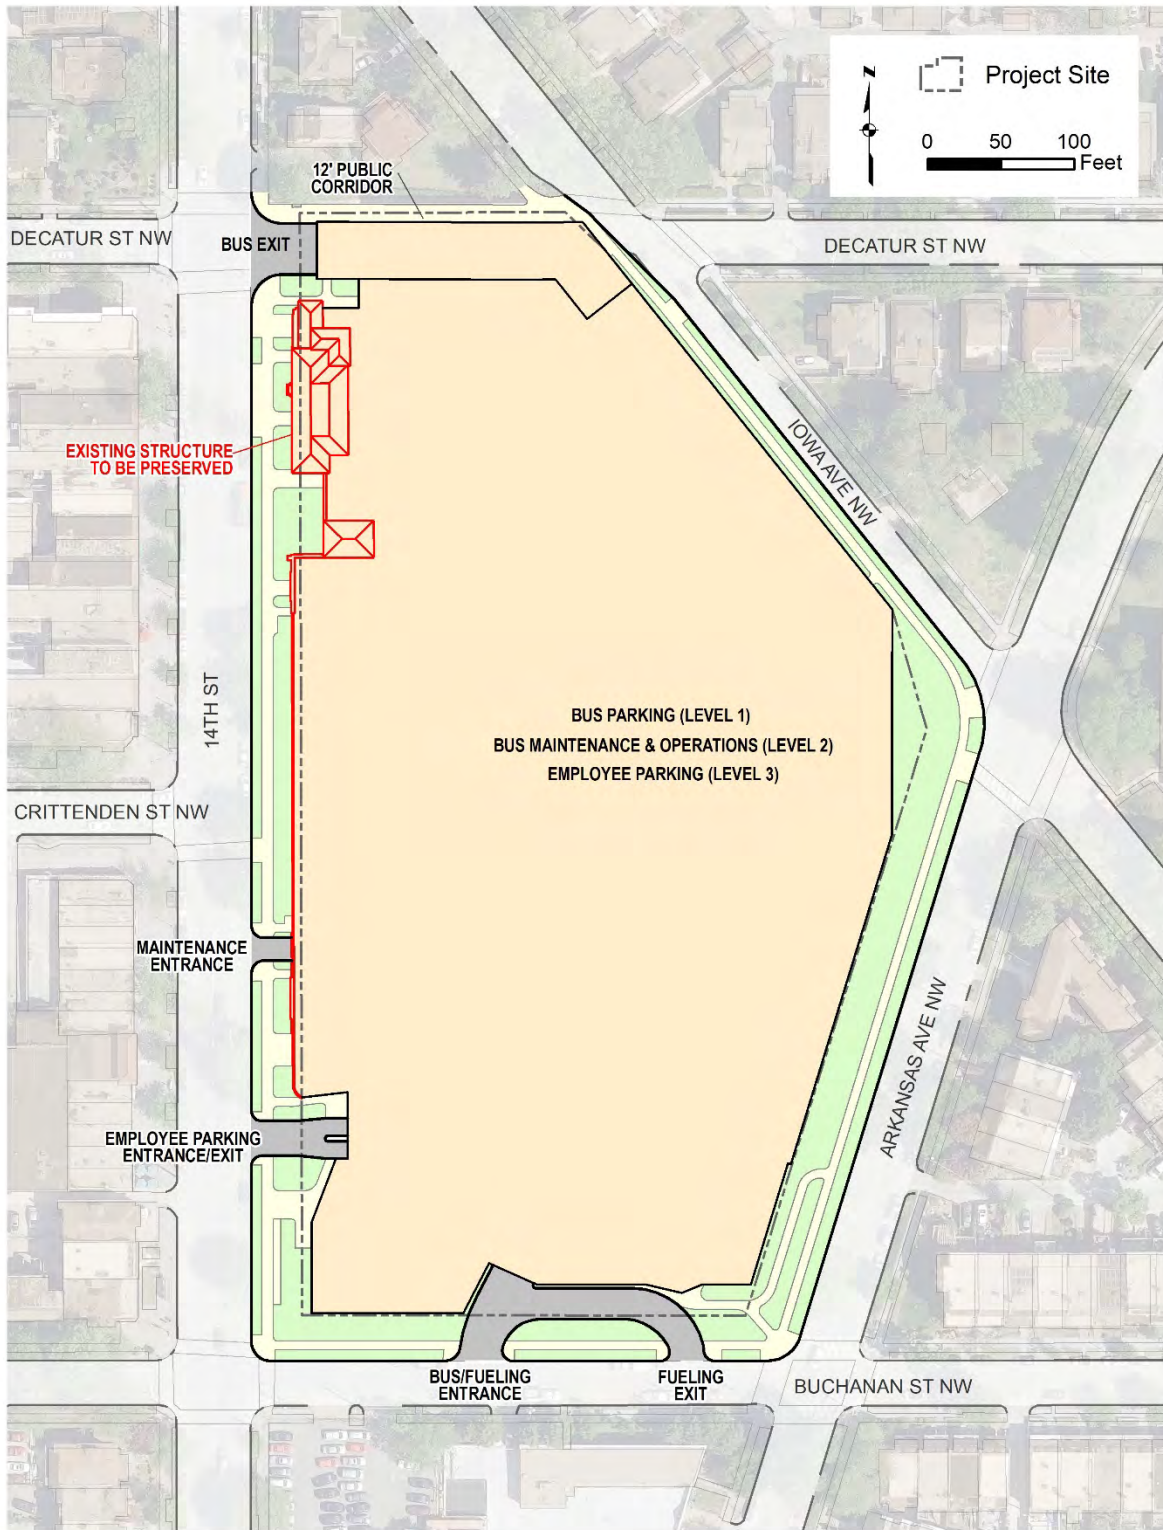 N
Project Site
0 50 100
Feet
12' PUBLIC
CORRIDOR
DECATUR ST NW
BUS EXIT
DECATUR ST NW
EXISTING STRUCTURE
TO BE PRESERVED
IOWA AVE NW
14TH ST
BUS PARKING (LEVEL 1)
BUS MAINTENANCE & OPERATIONS (LEVEL 2)
EMPLOYEE PARKING (LEVEL 3)
CRITTENDEN ST NW
MAINTENANCE
ENTRANCE
ARKANSAS AVE NW
EMPLOYEE PARKING
ENTRANCE/EXIT
BUS/FUELING
ENTRANCE
FUELING
EXIT
BUCHANAN ST NW